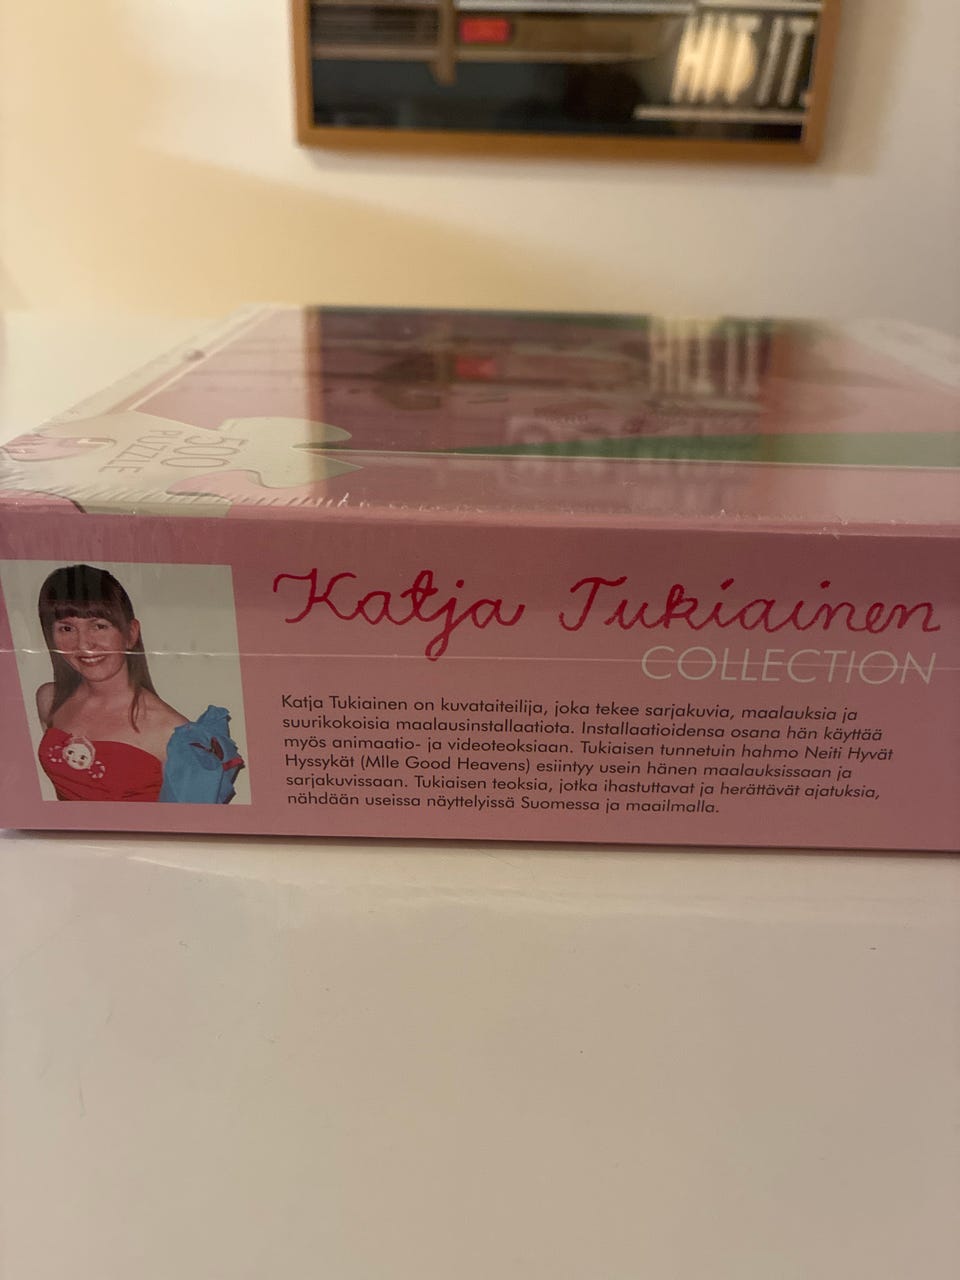 HIT IT.
500
PUZZLE
Katja Tukiainen
COLLECTION
Katja Tukiainen on kuvataiteilija, joka tekee sarjakuvia, maalauksia ja
suurikokoisia maalausinstallaatiota. Installaatioidensa osana hän käyttää
myös animaatio- ja videoteoksiaan. Tukiaisen tunnetuin hahmo Neiti Hyvät
Hyssykät (Mlle Good Heavens) esiintyy usein hänen maalauksissaan ja
sarjakuvissaan. Tukiaisen teoksia, jotka ihastuttavat ja herättävät ajatuksia,
nähdään useissa näyttelyissä Suomessa ja maailmalla.